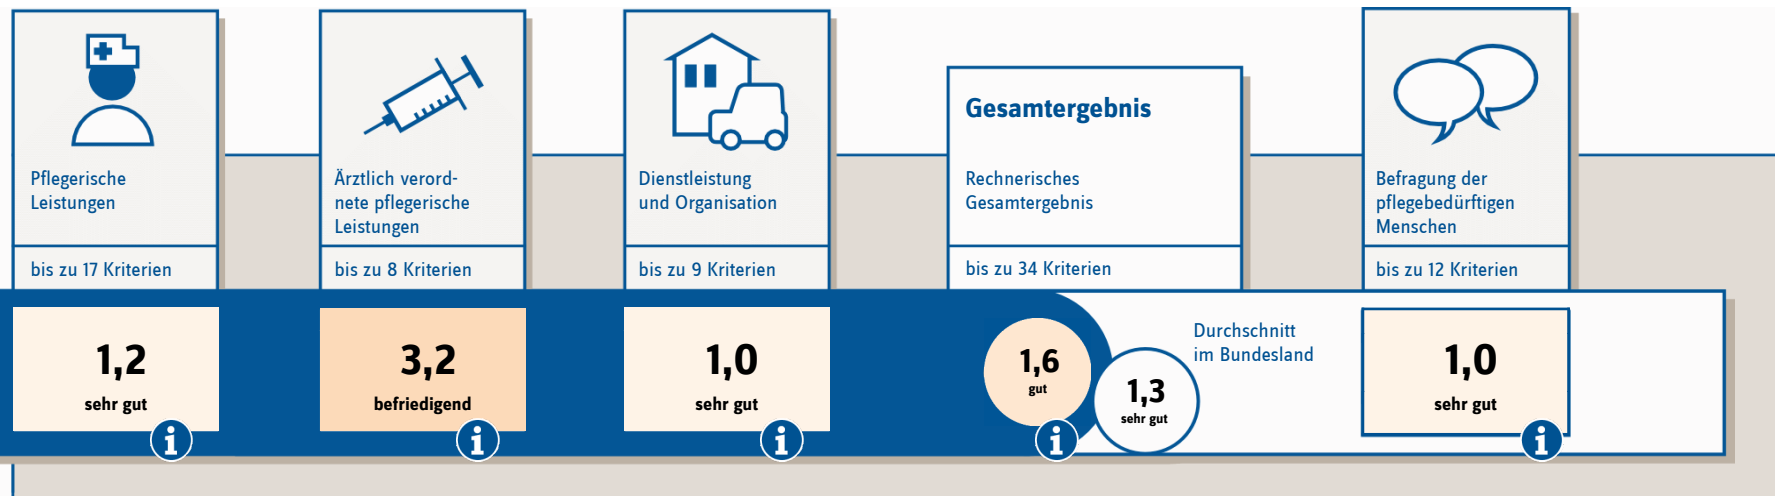 Pflegerische
Leistungen
bis zu 17 Kriterien
1,2
sehr gut
i
Ärztlich verord-
nete pflegerische
Leistungen
bis zu 8 Kriterien
3,2
befriedigend
i
Dienstleistung
und Organisation
bis zu 9 Kriterien
1,0
sehr gut
i
Gesamtergebnis
Rechnerisches
Gesamtergebnis
bis zu 34 Kriterien
1,6
gut
i
1,3
sehr gut
Durchschnitt
im Bundesland
Befragung der
pflegebedürftigen
Menschen
bis zu 12 Kriterien
1,0
sehr gut
i